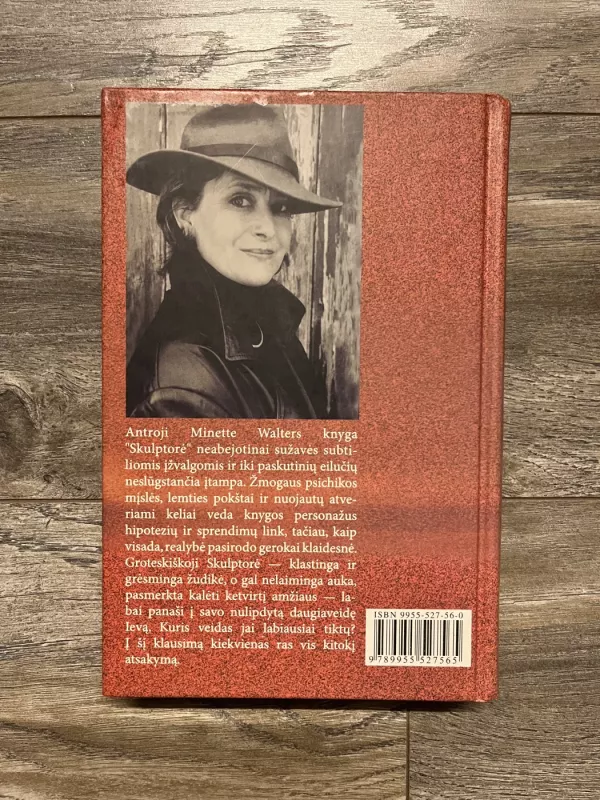 Antroji Minette Walters knyga
"Skulptorė" neabejotinai sužavės subti-
liomis įžvalgomis ir iki paskutinių eilučių
neslūgstančia įtampa. Žmogaus psichikos
mįslės, lemties pokštai ir nuojautų atve-
riami keliai veda knygos personažus
hipotezių ir sprendimų link, tačiau, kaip
visada, realybė pasirodo gerokai klaidesnė.
Groteskiškoji Skulptorė — klastinga ir
grėsminga žudikė, o gal nelaiminga auka,
pasmerkta kalėti ketvirtį amžiaus — la-
bai panaši į savo nulipdytą daugiaveidę
Ievą. Kuris veidas jai labiausiai tiktų?
Į šį klausimą kiekvienas ras vis kitokį
atsakymą.
ISBN 9955-527-56-0
9 789955 527565